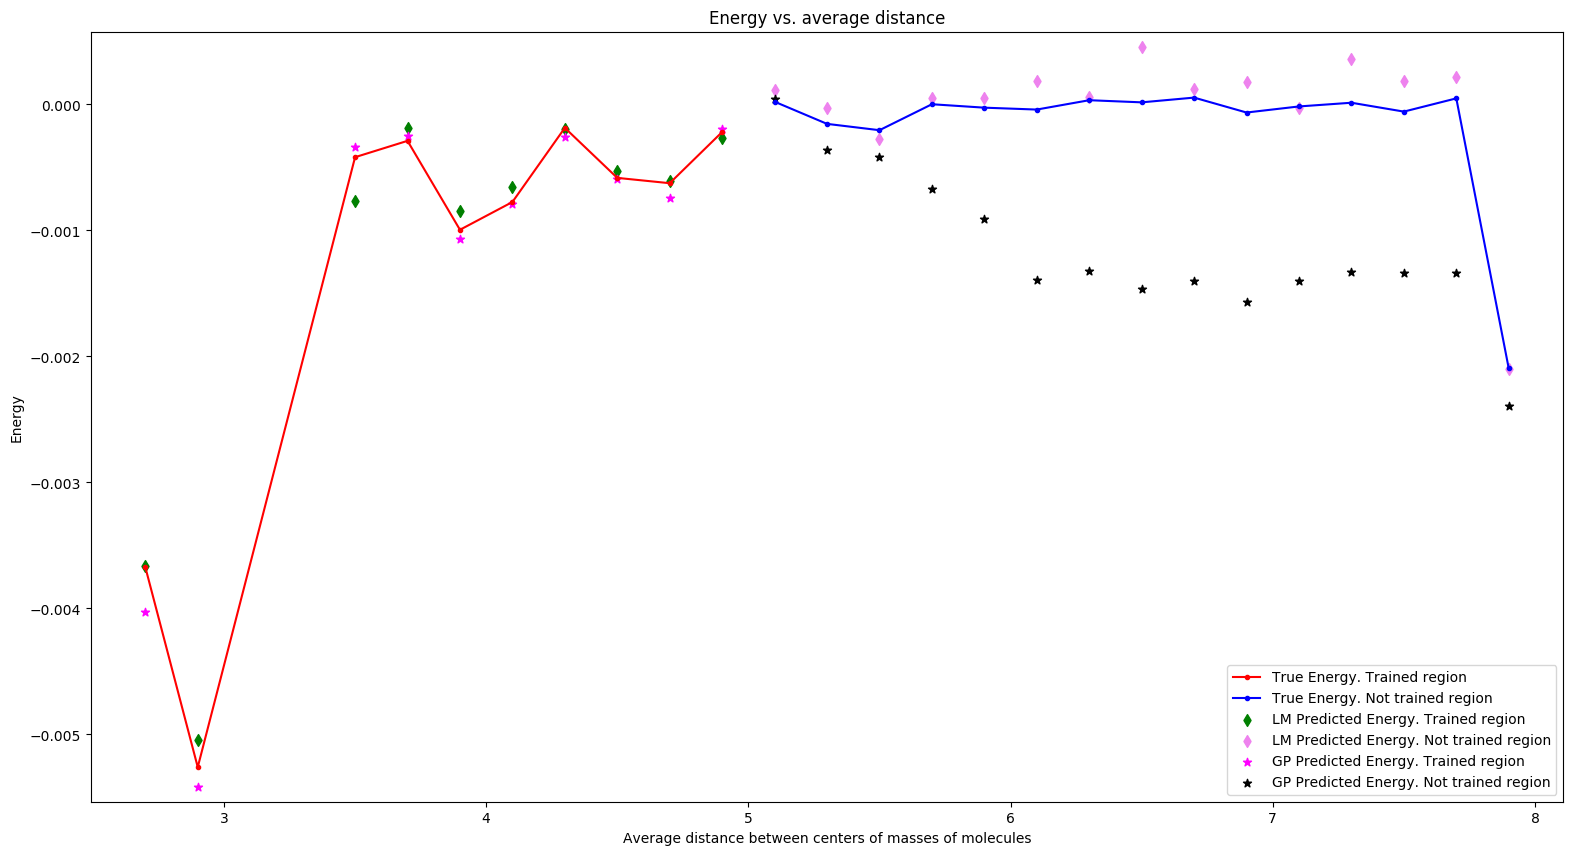 Energy vs. average distance
0.000
−0.001
−0.002
−0.003
−0.004
−0.005
Energy
3 4 5 6 7 8
Average distance between centers of masses of molecules
True Energy. Trained region
True Energy. Not trained region
LM Predicted Energy. Trained region
LM Predicted Energy. Not trained region
GP Predicted Energy. Trained region
GP Predicted Energy. Not trained region